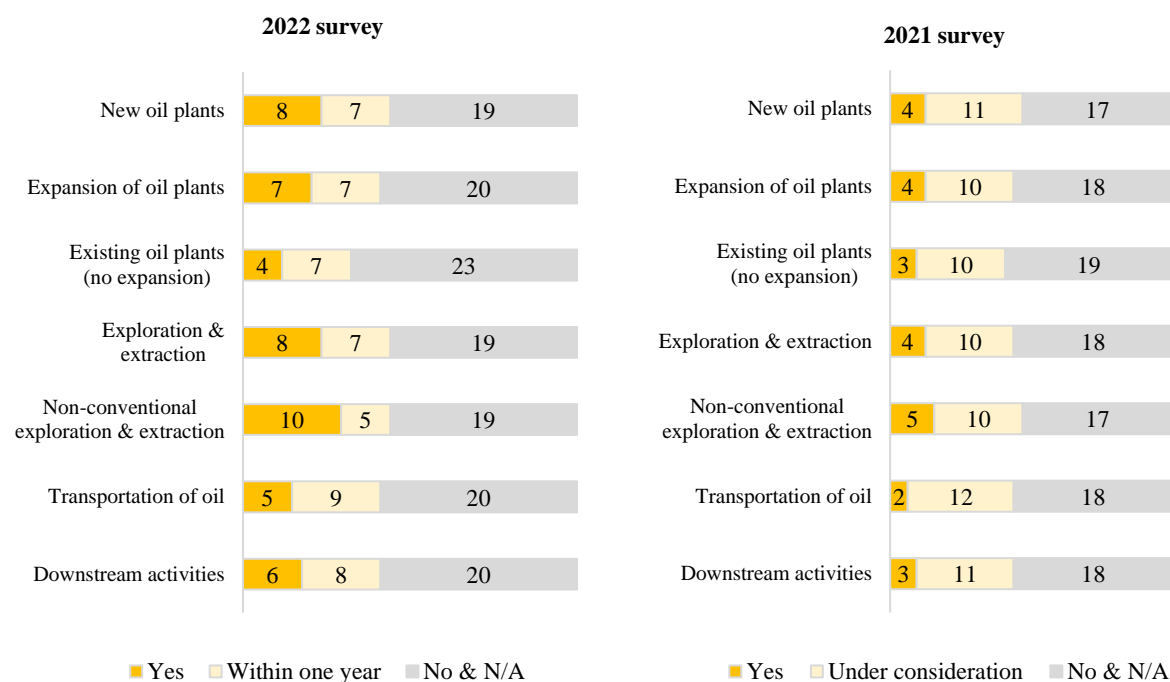 2022 survey
New oil plants
8 7 19
Expansion of oil plants
7 7 20
Existing oil plants
(no expansion)
4 7 23
Exploration &
extraction
8 7 19
Non-conventional
exploration & extraction
10 5 19
Transportation of oil
5 9 20
Downstream activities
6 8 20
Yes Within one year No & N/A
2021 survey
New oil plants
4 11 17
Expansion of oil plants
4 10 18
Existing oil plants
(no expansion)
3 10 19
Exploration & extraction
4 10 18
Non-conventional
exploration & extraction
5 10 17
Transportation of oil
2 12 18
Downstream activities
3 11 18
Yes Under consideration No & N/A